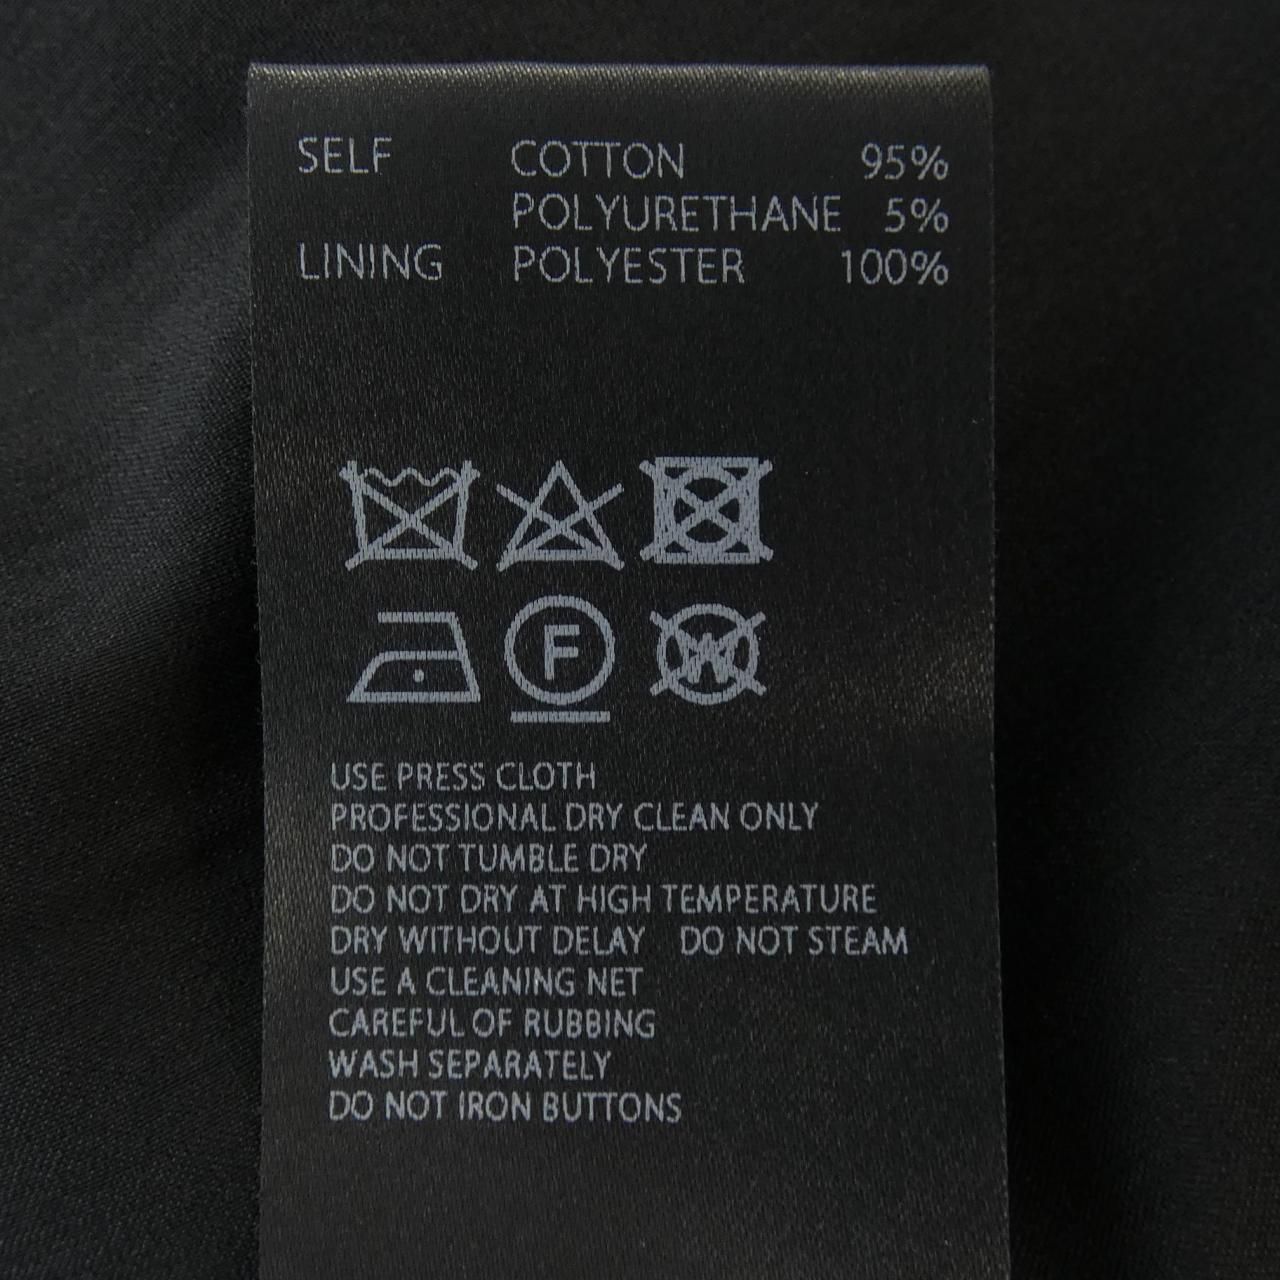 SELF COTTON 95%
POLYURETHANE 5%
LINING POLYESTER 100%
F W
USE PRESS CLOTH
PROFESSIONAL DRY CLEAN ONLY
DO NOT TUMBLE DRY
DO NOT DRY AT HIGH TEMPERATURE
DRY WITHOUT DELAY DO NOT STEAM
USE A CLEANING NET
CAREFUL OF RUBBING
WASH SEPARATELY
DO NOT IRON BUTTONS